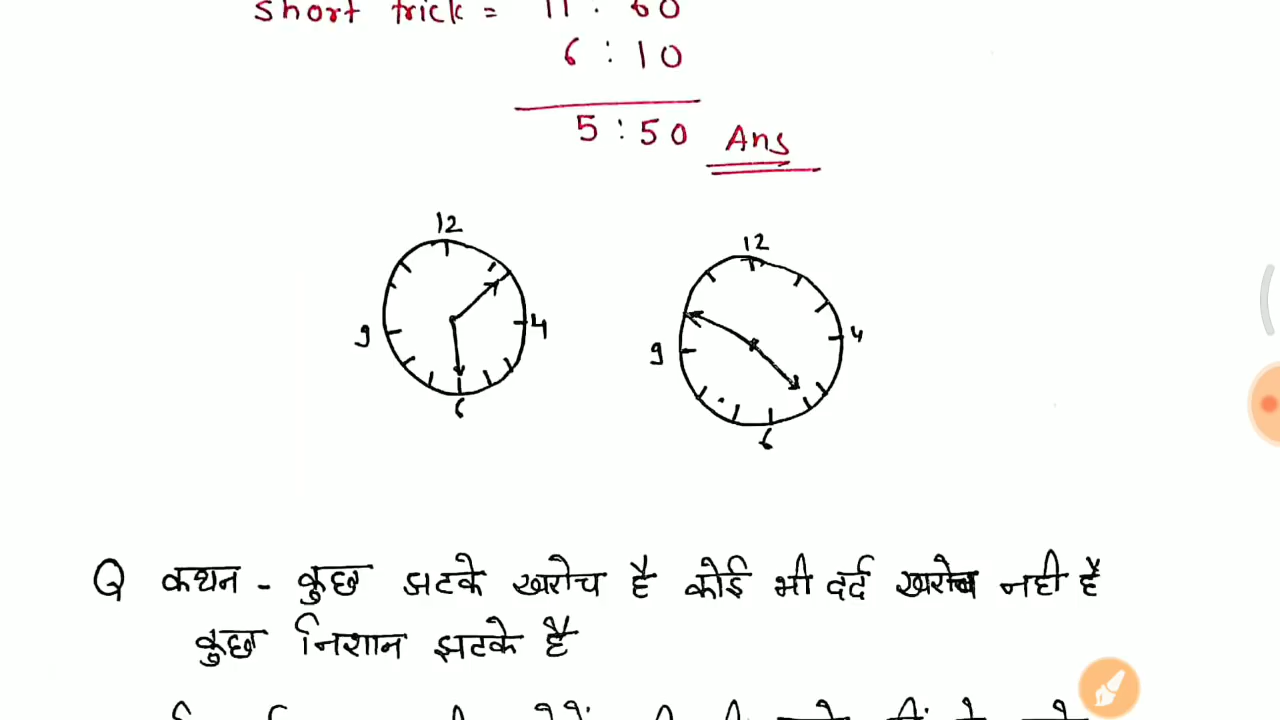 short trick = 11 : 60
6 : 10
5 : 50 Ans
12 12
9 4 9 4
6 6
Q कथन - कुछ झटके खरोच है कोई भी दर्द खरोच नही है
कुछ निशान झटके है